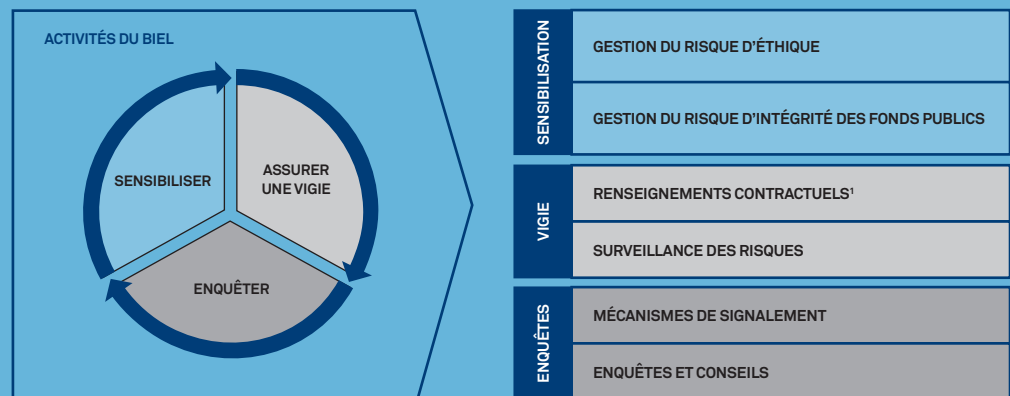 ACTIVITÉS DU BIEL
SENSIBILISER
ASSURER
UNE VIGIE
ENQUÊTER
SENSIBILISATION
GESTION DU RISQUE D'ÉTHIQUE
GESTION DU RISQUE D'INTÉGRITÉ DES FONDS PUBLICS
VIGIE
RENSEIGNEMENTS CONTRACTUELS¹
SURVEILLANCE DES RISQUES
ENQUÊTES
MÉCANISMES DE SIGNALEMENT
ENQUÊTES ET CONSEILS